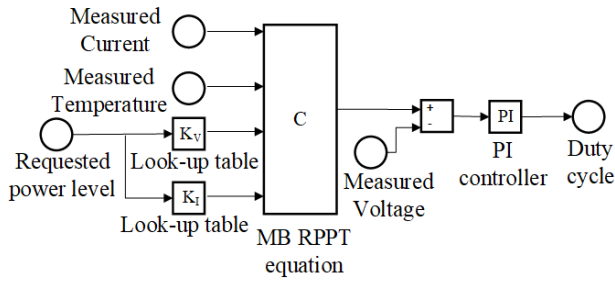 Measured
Current
Measured
Temperature
C
Requested
power level
K_V
Look-up table
K_I
Look-up table
MB RPPT
equation
Measured
Voltage
+
-
PI
PI
controller
Duty
cycle